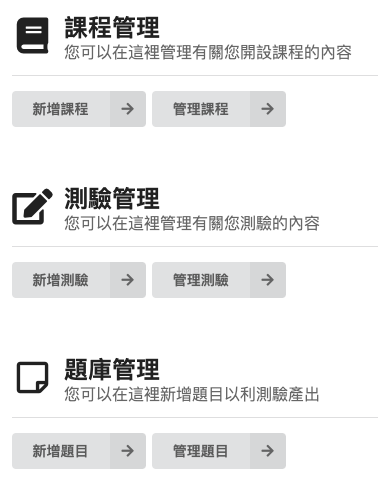 課程管理
您可以在這裡管理有關您開設課程的內容
新增課程 → 管理課程 →
測驗管理
您可以在這裡管理有關您測驗的內容
新增測驗 → 管理測驗 →
題庫管理
您可以在這裡新增題目以利測驗產出
新增題目 → 管理題目 →